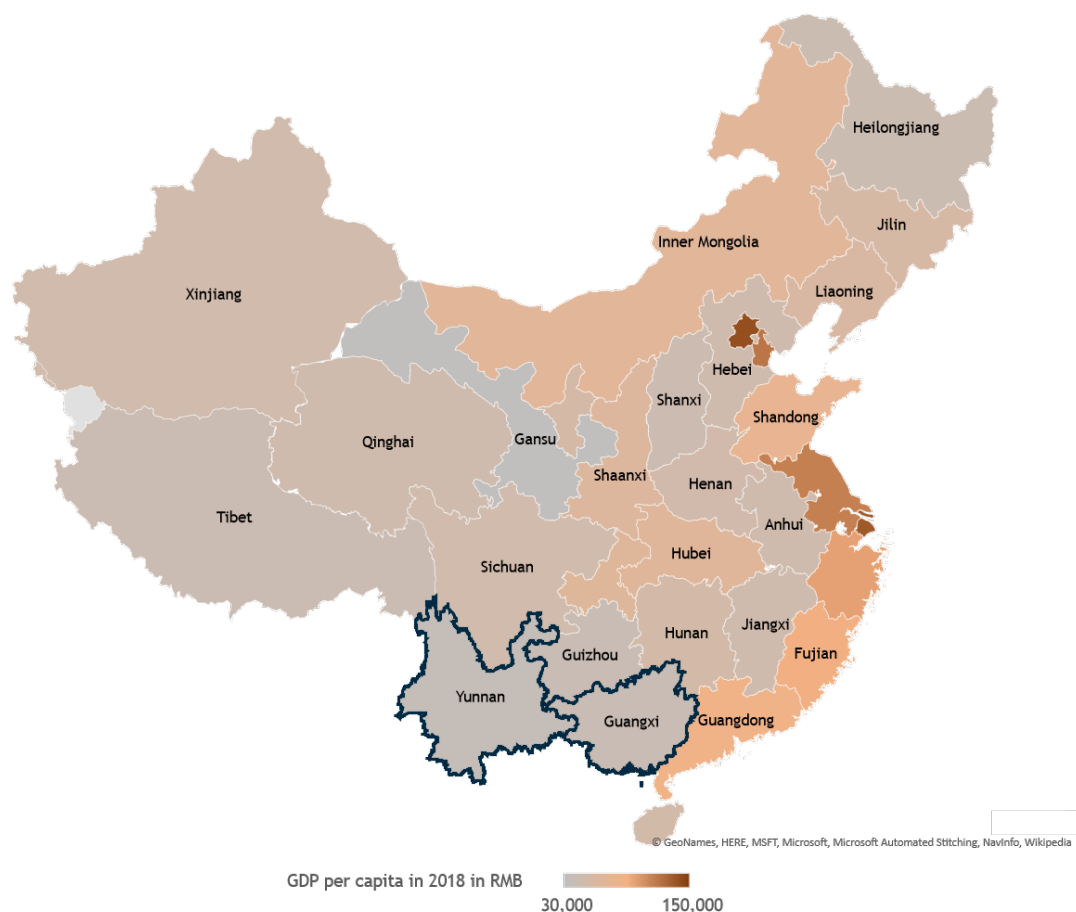 Heilongjiang
Jilin
Inner Mongolia
Liaoning
Xinjiang
Hebei
Shanxi
Shandong
Qinghai
Gansu
Shaanxi
Henan
Tibet
Anhui
Hubei
Sichuan
Jiangxi
Hunan
Guizhou
Fujian
Yunnan
Guangxi
Guangdong
© GeoNames, HERE, MSFT, Microsoft, Microsoft Automated Stitching, NavInfo, Wikipedia
GDP per capita in 2018 in RMB
30,000
150,000